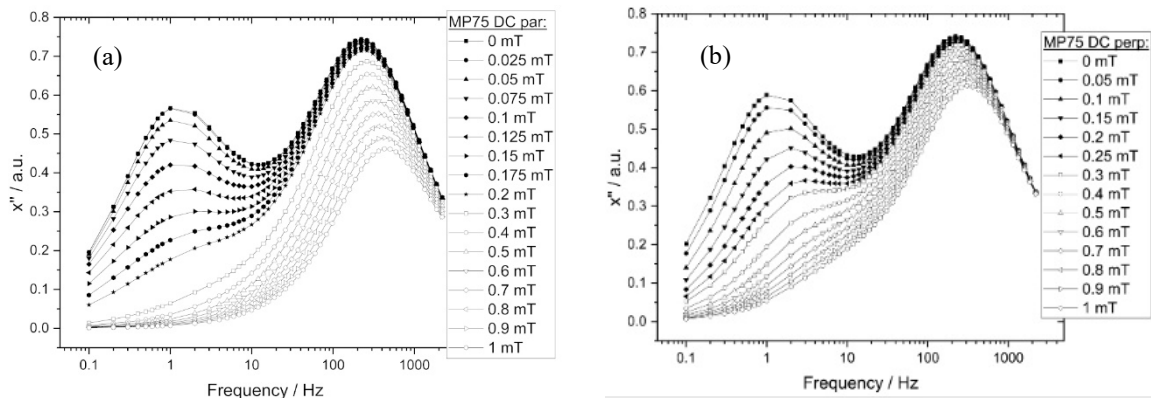 (a)
MP75 DC par:
0 mT
0.025 mT
0.05 mT
0.075 mT
0.1 mT
0.125 mT
0.15 mT
0.175 mT
0.2 mT
0.3 mT
0.4 mT
0.5 mT
0.6 mT
0.7 mT
0.8 mT
0.9 mT
1 mT
0.8
0.7
0.6
0.5
0.4
0.3
0.2
0.1
0.0
x" / a.u.
0.1 1 10 100 1000
Frequency / Hz
(b)
MP75 DC perp:
0 mT
0.05 mT
0.1 mT
0.15 mT
0.2 mT
0.25 mT
0.3 mT
0.4 mT
0.5 mT
0.6 mT
0.7 mT
0.8 mT
0.9 mT
1 mT
0.7
0.6
0.5
0.4
0.3
0.2
0.1
0.0
x" / a.u.
0.1 1 10 100 1000
Frequency / Hz